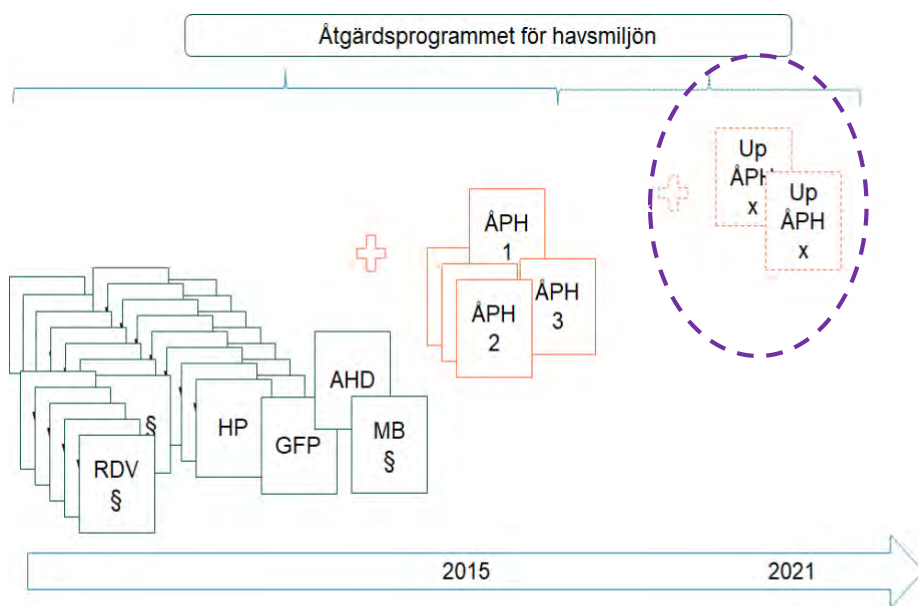 Åtgärdsprogrammet för havsmiljön
Up
ÅPH
x
Up
ÅPH
x
ÅPH
1
ÅPH
2
ÅPH
3
AHD
MB
§
HP
GFP
§
RDV
§
2015
2021